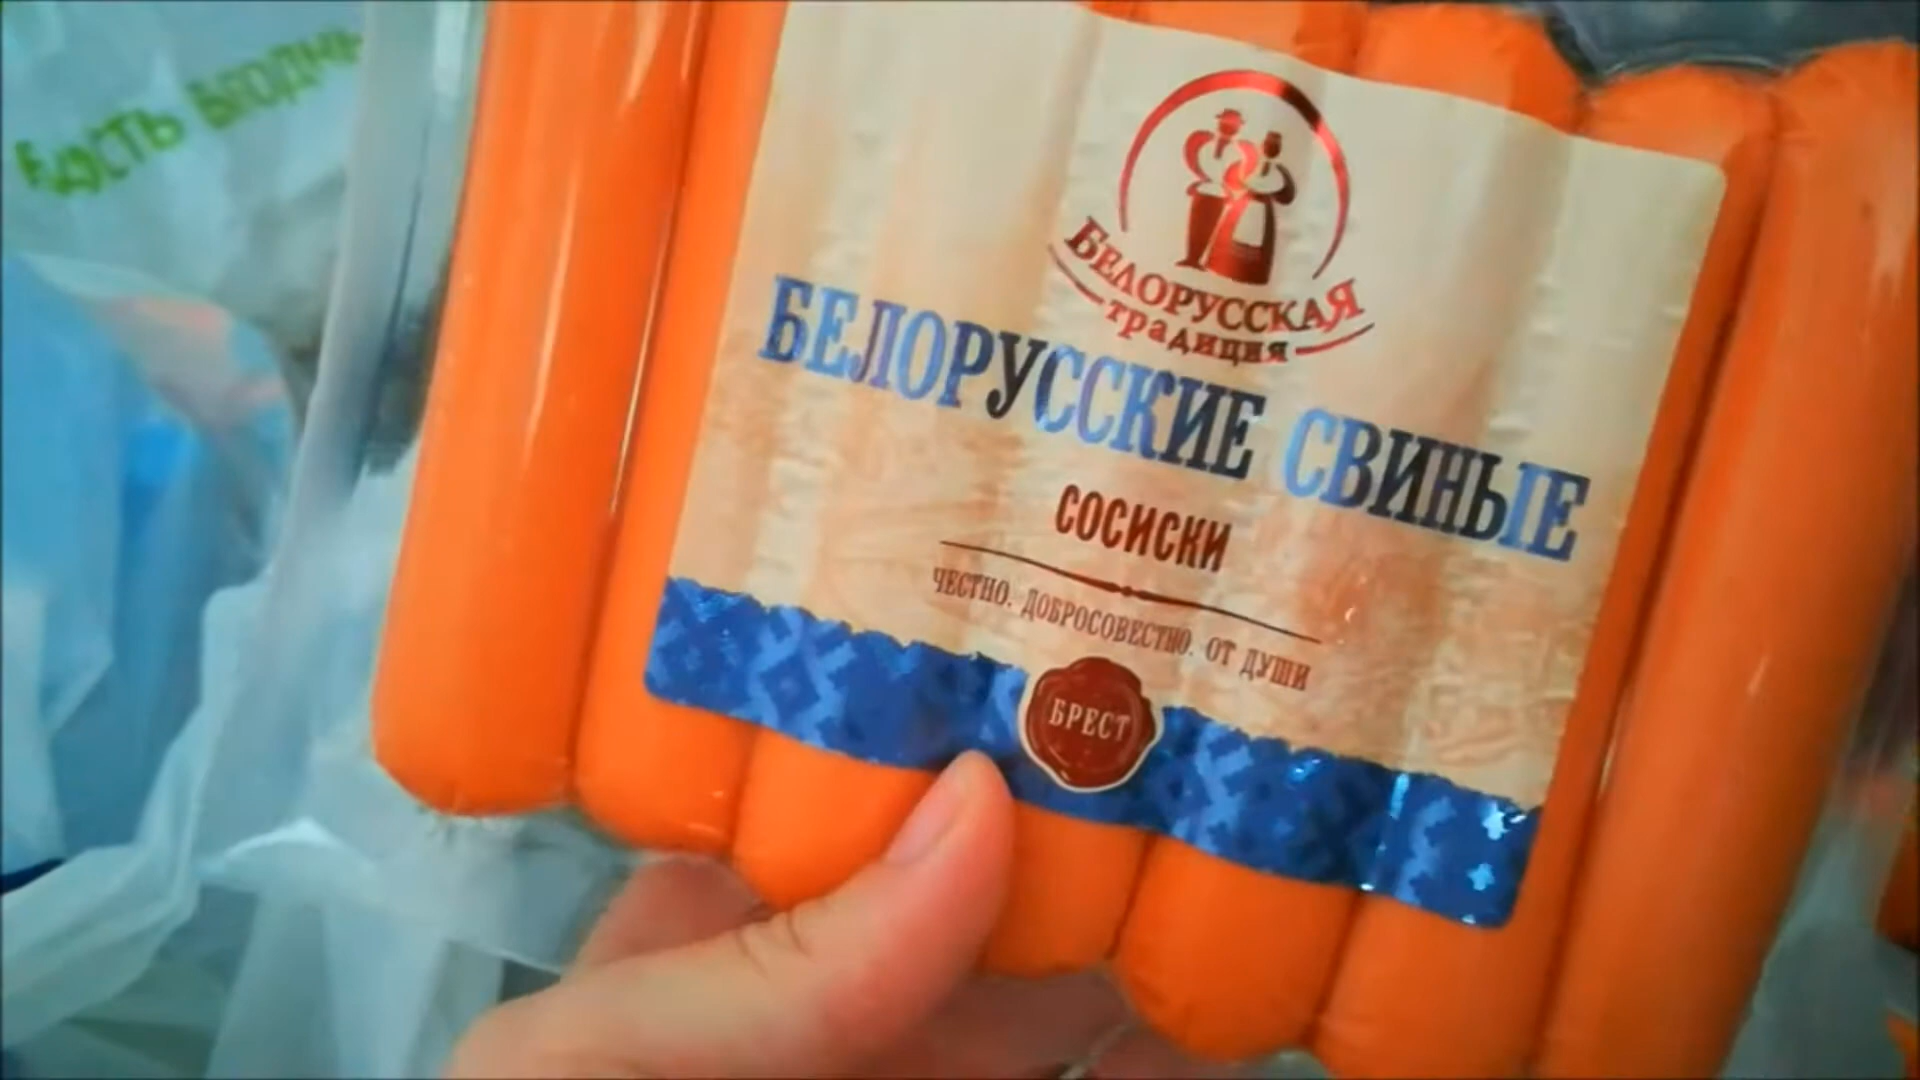 БЕЛОРУССКАЯ
традиция
БЕЛОРУССКИЕ СВИНЫЕ
СОСИСКИ
ЧЕСТНО. ДОБРОСОВЕСТНО. ОТ ДУШИ
БРЕСТ